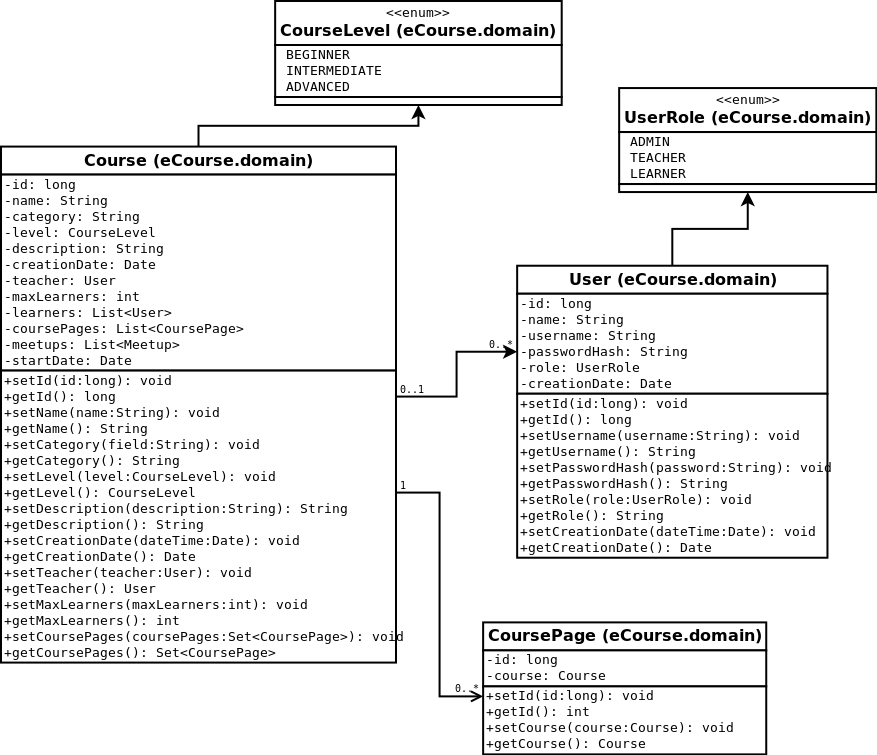 <<enum>>
CourseLevel (eCourse.domain)
BEGINNER
INTERMEDIATE
ADVANCED
<<enum>>
UserRole (eCourse.domain)
ADMIN
TEACHER
LEARNER
Course (eCourse.domain)
-id: long
-name: String
-category: String
-level: CourseLevel
-description: String
-creationDate: Date
-teacher: User
-maxLearners: int
-learners: List<User>
-coursePages: List<CoursePage>
-meetups: List<Meetup>
-startDate: Date
+setId(id:long): void
+getId(): long
+setName(name:String): void
+getName(): String
+setCategory(field:String): void
+getCategory(): String
+setLevel(level:CourseLevel): void
+getLevel(): CourseLevel
+setDescription(description:String): String
+getDescription(): String
+setCreationDate(dateTime:Date): void
+getCreationDate(): Date
+setTeacher(teacher:User): void
+getTeacher(): User
+setMaxLearners(maxLearners:int): void
+getMaxLearners(): int
+setCoursePages(coursePages:Set<CoursePage>): void
+getCoursePages(): Set<CoursePage>
0..1
0..*
1
0..*
User (eCourse.domain)
-id: long
-name: String
-username: String
-passwordHash: String
-role: UserRole
-creationDate: Date
+setId(id:long): void
+getId(): long
+setUsername(username:String): void
+getUsername(): String
+setPasswordHash(password:String): void
+getPasswordHash(): String
+setRole(role:UserRole): void
+getRole(): String
+setCreationDate(dateTime:Date): void
+getCreationDate(): Date
CoursePage (eCourse.domain)
-id: long
-course: Course
+setId(id:long): void
+getId(): int
+setCourse(course:Course): void
+getCourse(): Course